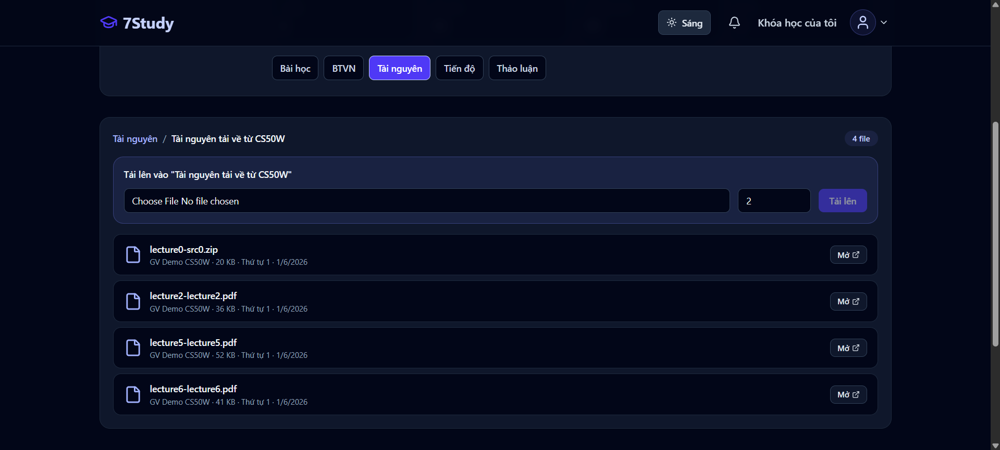 7Study
Sáng
Khóa học của tôi
Bài học
BTVN
Tài nguyên
Tiến độ
Thảo luận
Tài nguyên / Tài nguyên tải về từ CS50W
4 file
Tải lên vào "Tài nguyên tải về từ CS50W"
Choose File No file chosen
2
Tải lên
lecture0-src0.zip
GV Demo CS50W · 20 KB · Thứ tự 1 · 1/6/2026
Mở
lecture2-lecture2.pdf
GV Demo CS50W · 36 KB · Thứ tự 1 · 1/6/2026
Mở
lecture5-lecture5.pdf
GV Demo CS50W · 52 KB · Thứ tự 1 · 1/6/2026
Mở
lecture6-lecture6.pdf
GV Demo CS50W · 41 KB · Thứ tự 1 · 1/6/2026
Mở